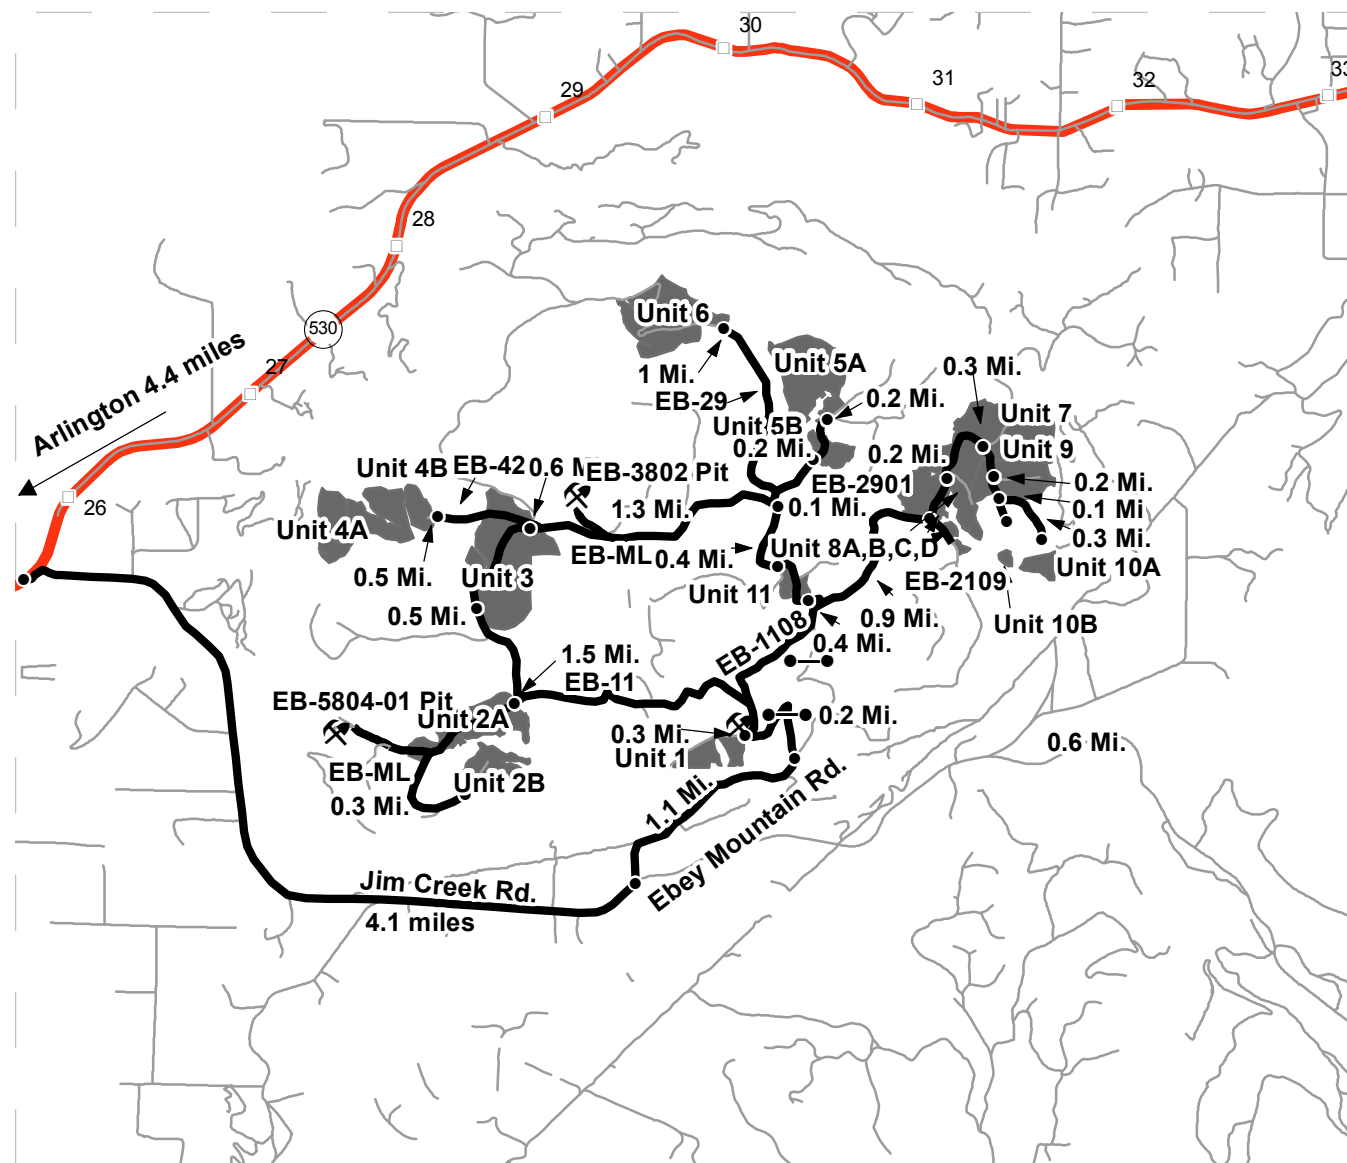 30
33
31
32
29
28
530
27
Arlington 4.4 miles
26
Unit 6
1 Mi.
EB-29
Unit 5A
0.2 Mi.
Unit 5B
0.2 Mi.
0.3 Mi.
Unit 7
Unit 9
0.2 Mi.
EB-2901
0.2 Mi.
0.1 Mi
0.3 Mi.
Unit 4B
EB-42
0.6
EB-3802 Pit
1.3 Mi.
0.1 Mi.
Unit 4A
EB-ML
0.4 Mi.
Unit 8A,B,C,D
Unit 10A
0.5 Mi.
Unit 3
EB-2109
Unit 11
0.5 Mi.
0.9 Mi.
Unit 10B
EB-1108
0.4 Mi.
1.5 Mi.
EB-11
EB-5804-01 Pit
Unit 2A
0.3 Mi.
0.2 Mi.
Unit 1
0.6 Mi.
EB-ML
Unit 2B
0.3 Mi.
1.1 Mi.
Ebey Mountain Rd.
Jim Creek Rd.
4.1 miles